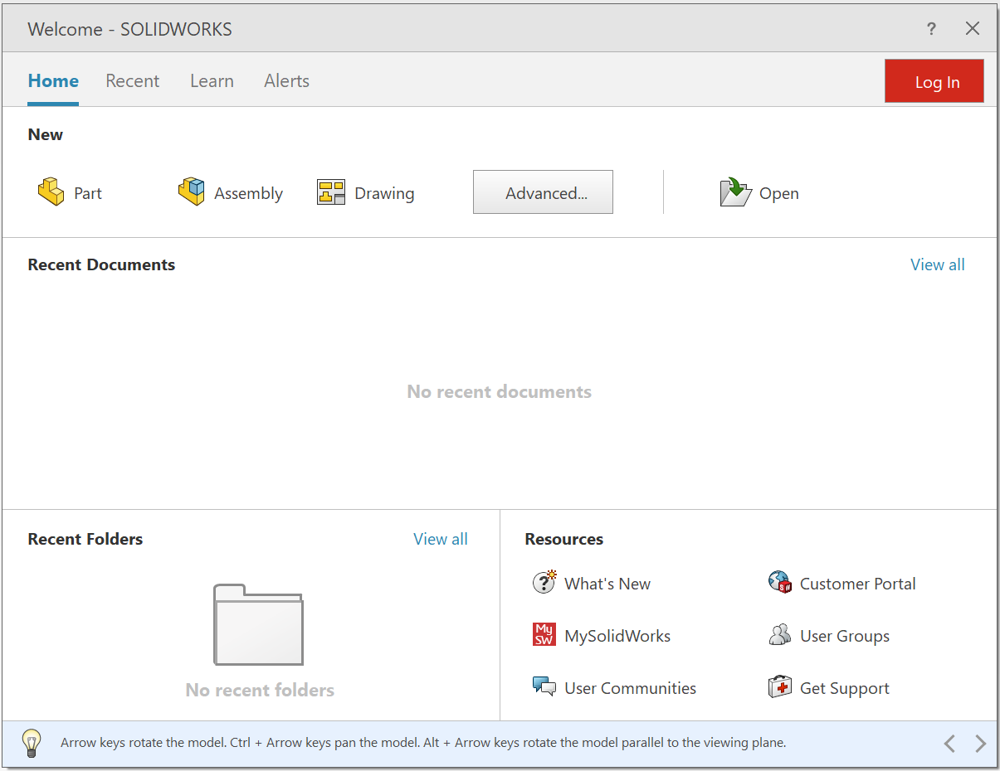 Welcome - SOLIDWORKS ?
Home Recent Learn Alerts Log In
New
Part Assembly Drawing Advanced... Open
Recent Documents View all
No recent documents
Recent Folders View all
No recent folders
Resources
? What's New SW Customer Portal
My SW MySolidWorks User Groups
User Communities Get Support
Arrow keys rotate the model. Ctrl + Arrow keys pan the model. Alt + Arrow keys rotate the model parallel to the viewing plane.